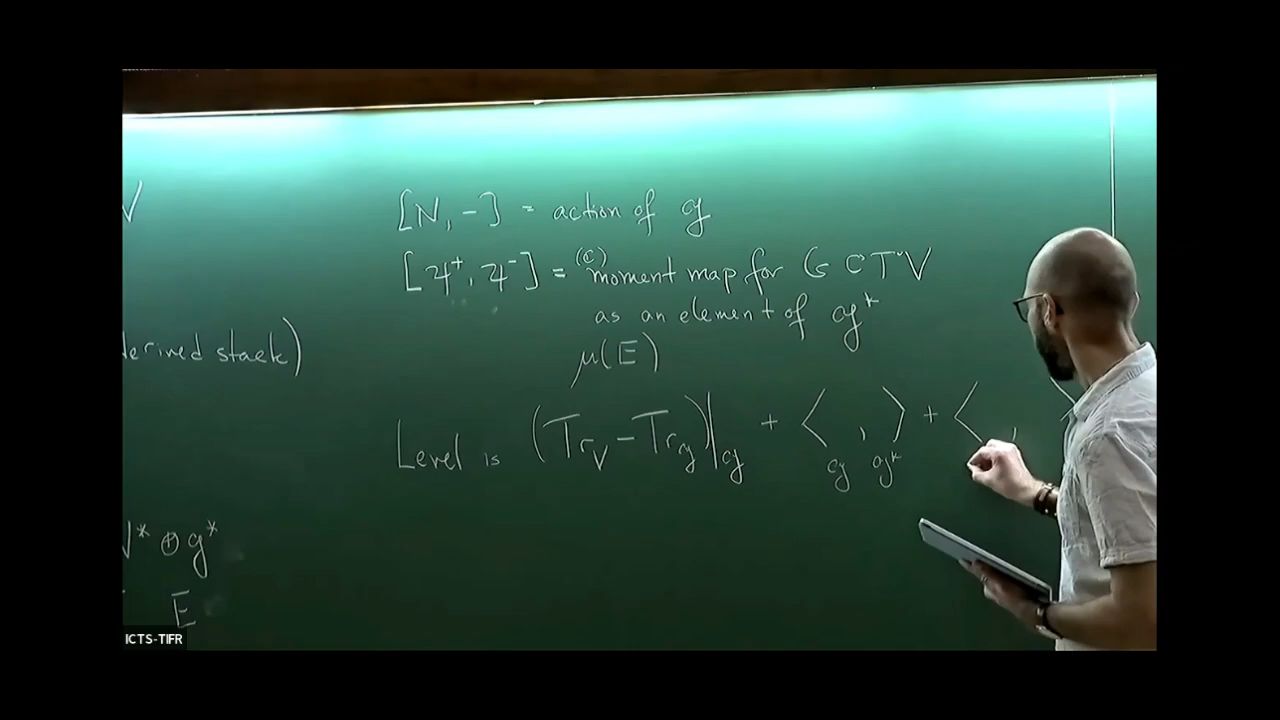 V
[N, -] = action of 𝔤
[ψ⁺, ψ⁻] = (ℂ) moment map for G ⊂ T*V
as an element of 𝔤*
μ(E)
derived stack)
Level is (Tr_V - Tr_𝔤)|_𝔤 + ⟨ , ⟩ + ⟨ , ⟩
𝔤 𝔤*
V* ⊕ 𝔤*
E
ICTS-TIFR